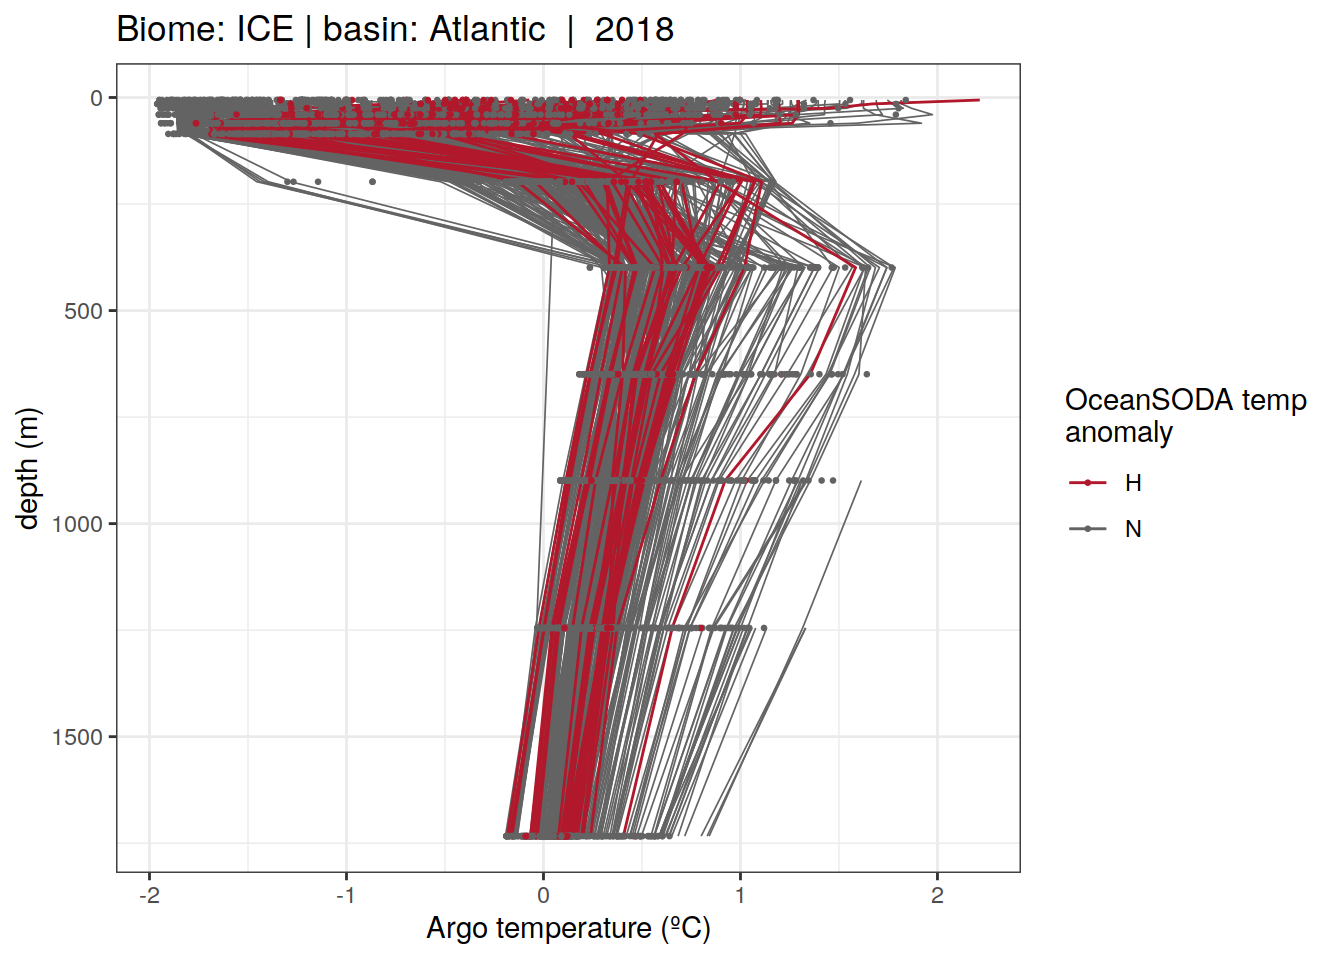 Biome: ICE | basin: Atlantic  |  2018
0
500
1000
1500
depth (m)
-2
-1
0
1
2
Argo temperature (ºC)
OceanSODA temp
anomaly
H
N